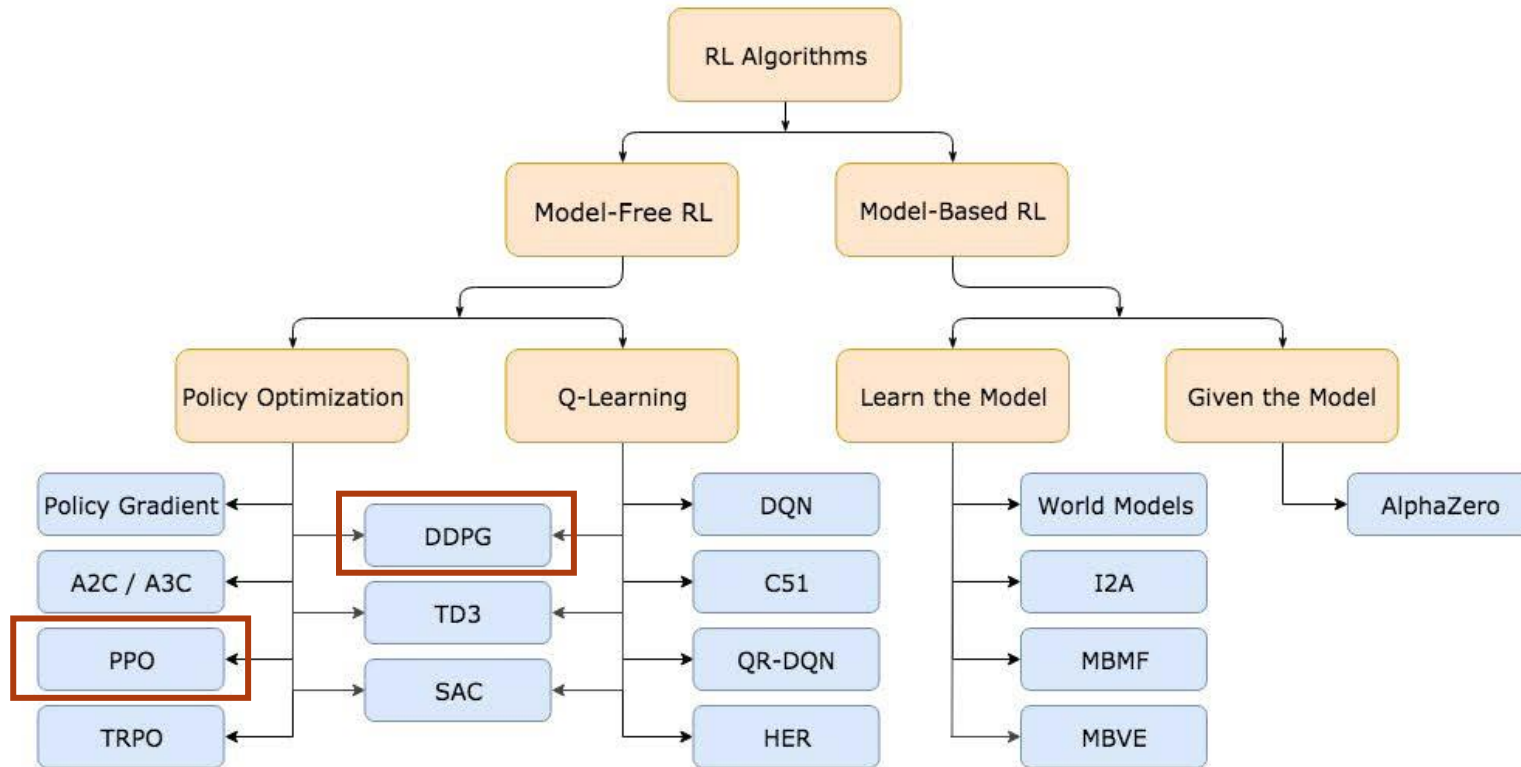 RL Algorithms
Model-Free RL
Model-Based RL
Policy Optimization
Q-Learning
Learn the Model
Given the Model
Policy Gradient
DDPG
DQN
World Models
AlphaZero
A2C / A3C
TD3
C51
I2A
PPO
SAC
QR-DQN
MBMF
TRPO
HER
MBVE